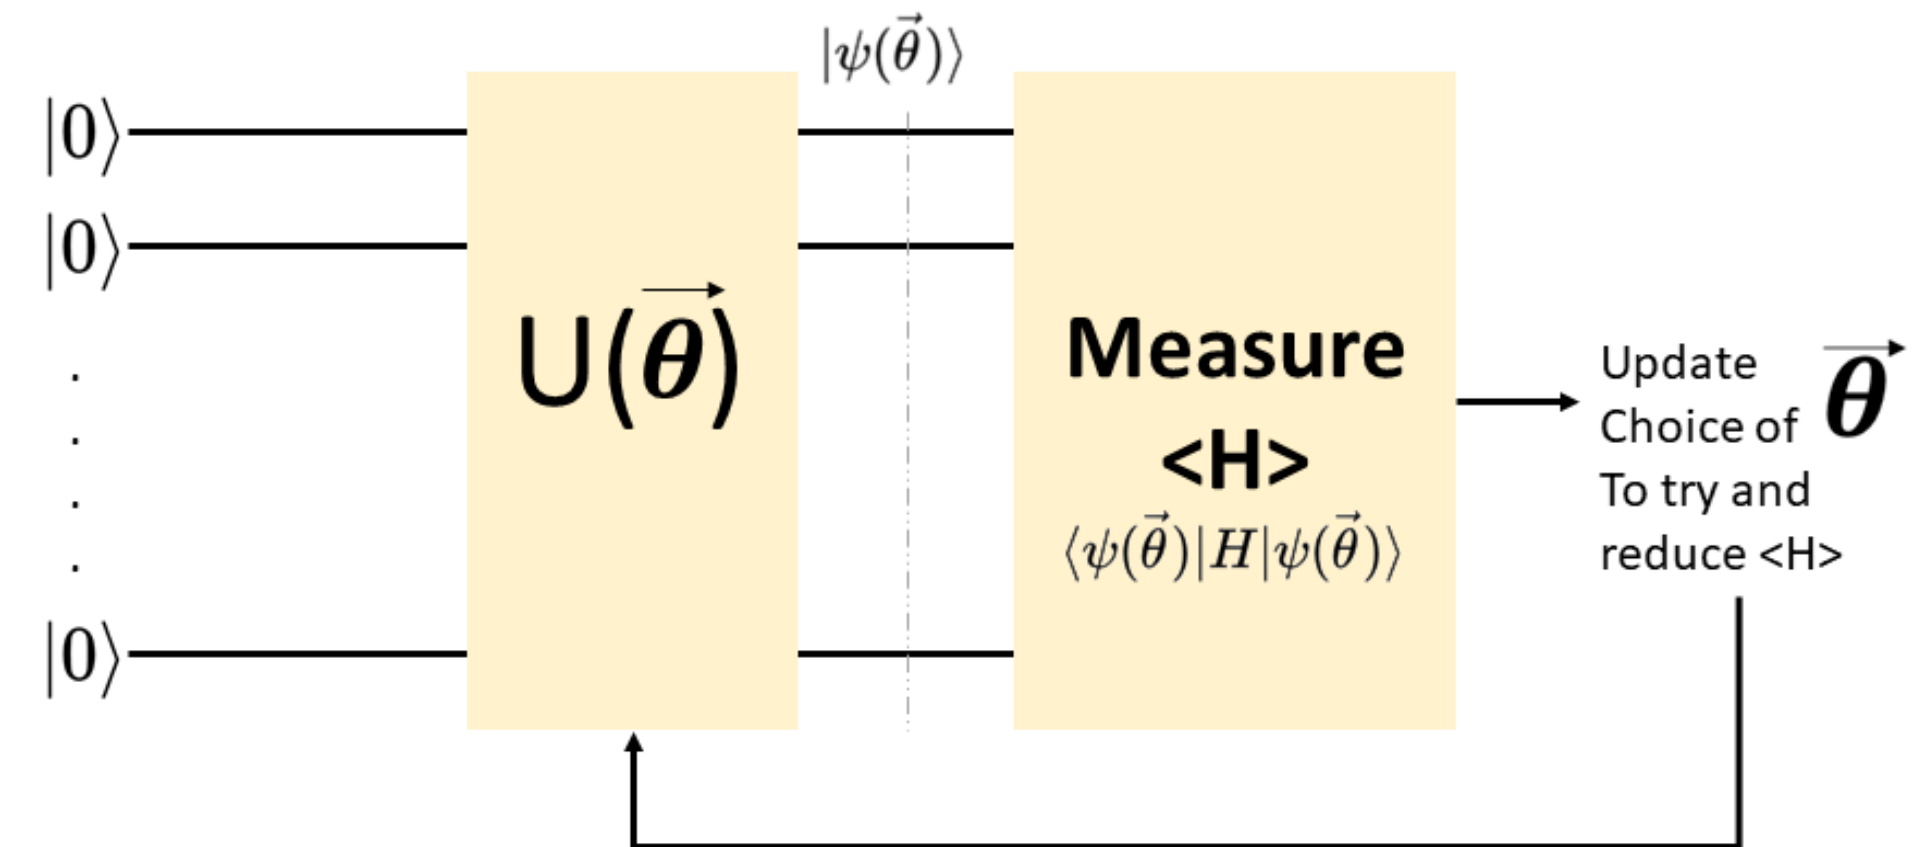 |ψ(θ⃗)⟩
|0⟩
|0⟩
.
.
.
.
|0⟩
U(θ⃗)
Measure
<H>
⟨ψ(θ⃗)|H|ψ(θ⃗)⟩
Update
Choice of θ⃗
To try and
reduce <H>